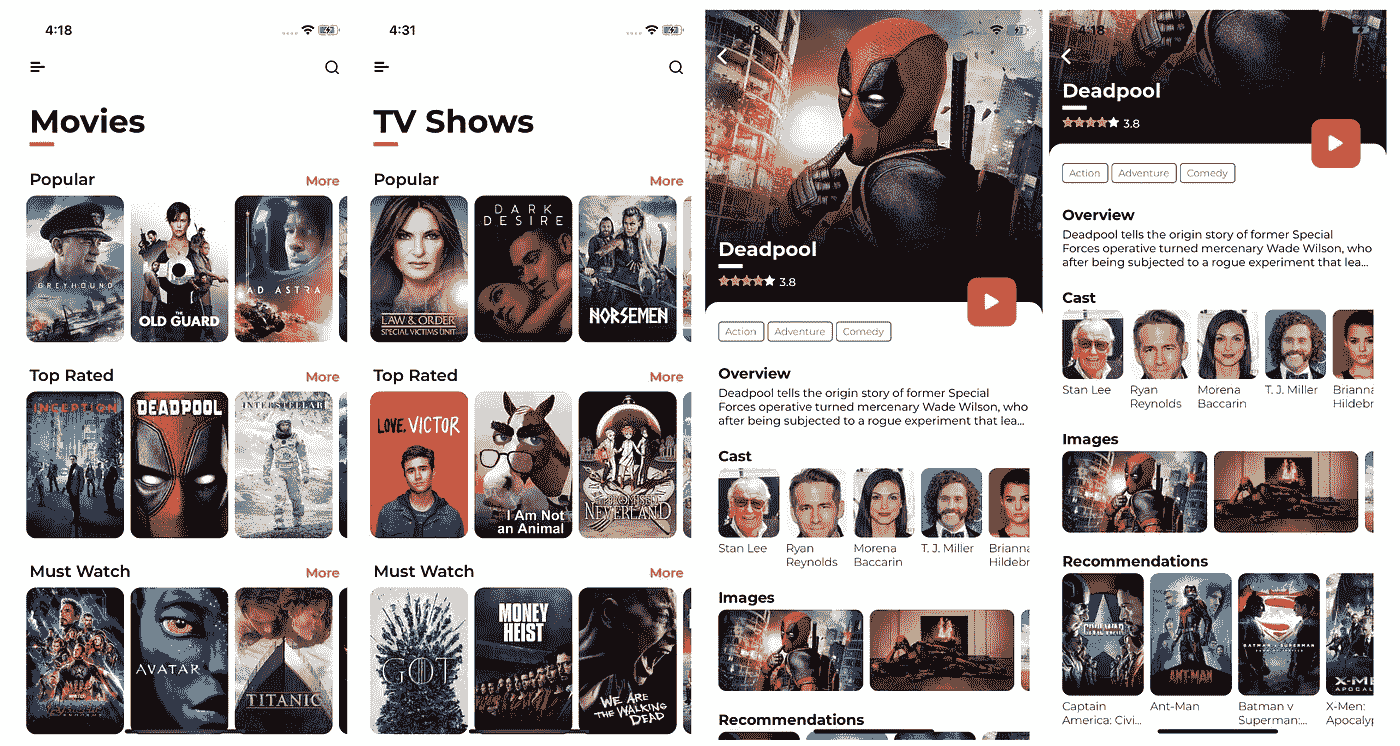 4:18
Movies
Popular
More
GREYHOUND
THE
OLD GUARD
AD ASTRA
Top Rated
More
INCEPTION
DEADPOOL
INTERSTELLAR
Must Watch
More
AVATAR
TITANIC
4:31
TV Shows
Popular
More
LAW & ORDER
SPECIAL VICTIMS UNIT
DARK
DESIRE
NORSEMEN
Top Rated
More
LOVE, VICTOR
I Am Not
an Animal
THE PROMISED
NEVERLAND
Must Watch
More
GOT
MONEY
HEIST
WE ARE
THE WALKING
DEAD
Deadpool
3.8
Action
Adventure
Comedy
Overview
Deadpool tells the origin story of former Special
Forces operative turned mercenary Wade Wilson, who
after being subjected to a rogue experiment that lea...
Cast
Stan Lee
Ryan
Reynolds
Morena
Baccarin
T. J. Miller
Brianna
Hildebr
Images
Recommendations
4:18
Deadpool
3.8
Action
Adventure
Comedy
Overview
Deadpool tells the origin story of former Special
Forces operative turned mercenary Wade Wilson, who
after being subjected to a rogue experiment that lea...
Cast
Stan Lee
Ryan
Reynolds
Morena
Baccarin
T. J. Miller
Brianna
Hildebr
Images
Recommendations
CIVIL WAR
ANT-MAN
BATMAN V SUPERMAN
X-ME
APOCAL
Captain
America: Civi...
Ant-Man
Batman v
Superman:...
X-Men:
Apocalyp